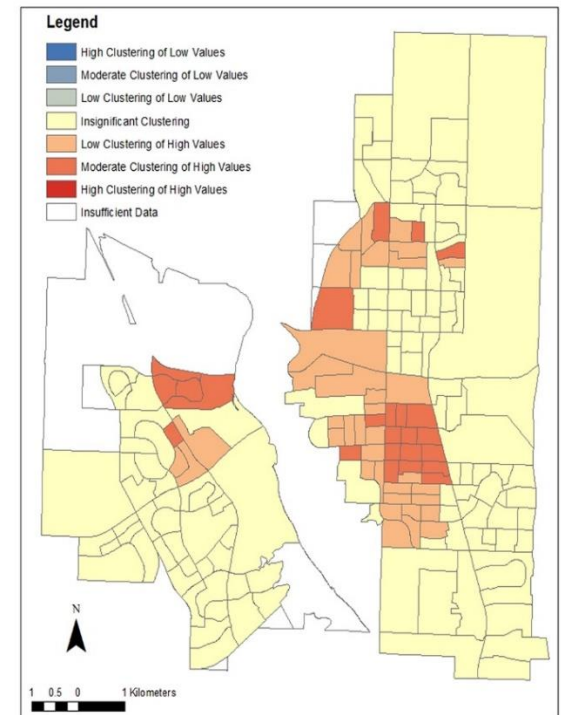 Legend
High Clustering of Low Values
Moderate Clustering of Low Values
Low Clustering of Low Values
Insignificant Clustering
Low Clustering of High Values
Moderate Clustering of High Values
High Clustering of High Values
Insufficient Data
N
1 0.5 0 1 Kilometers